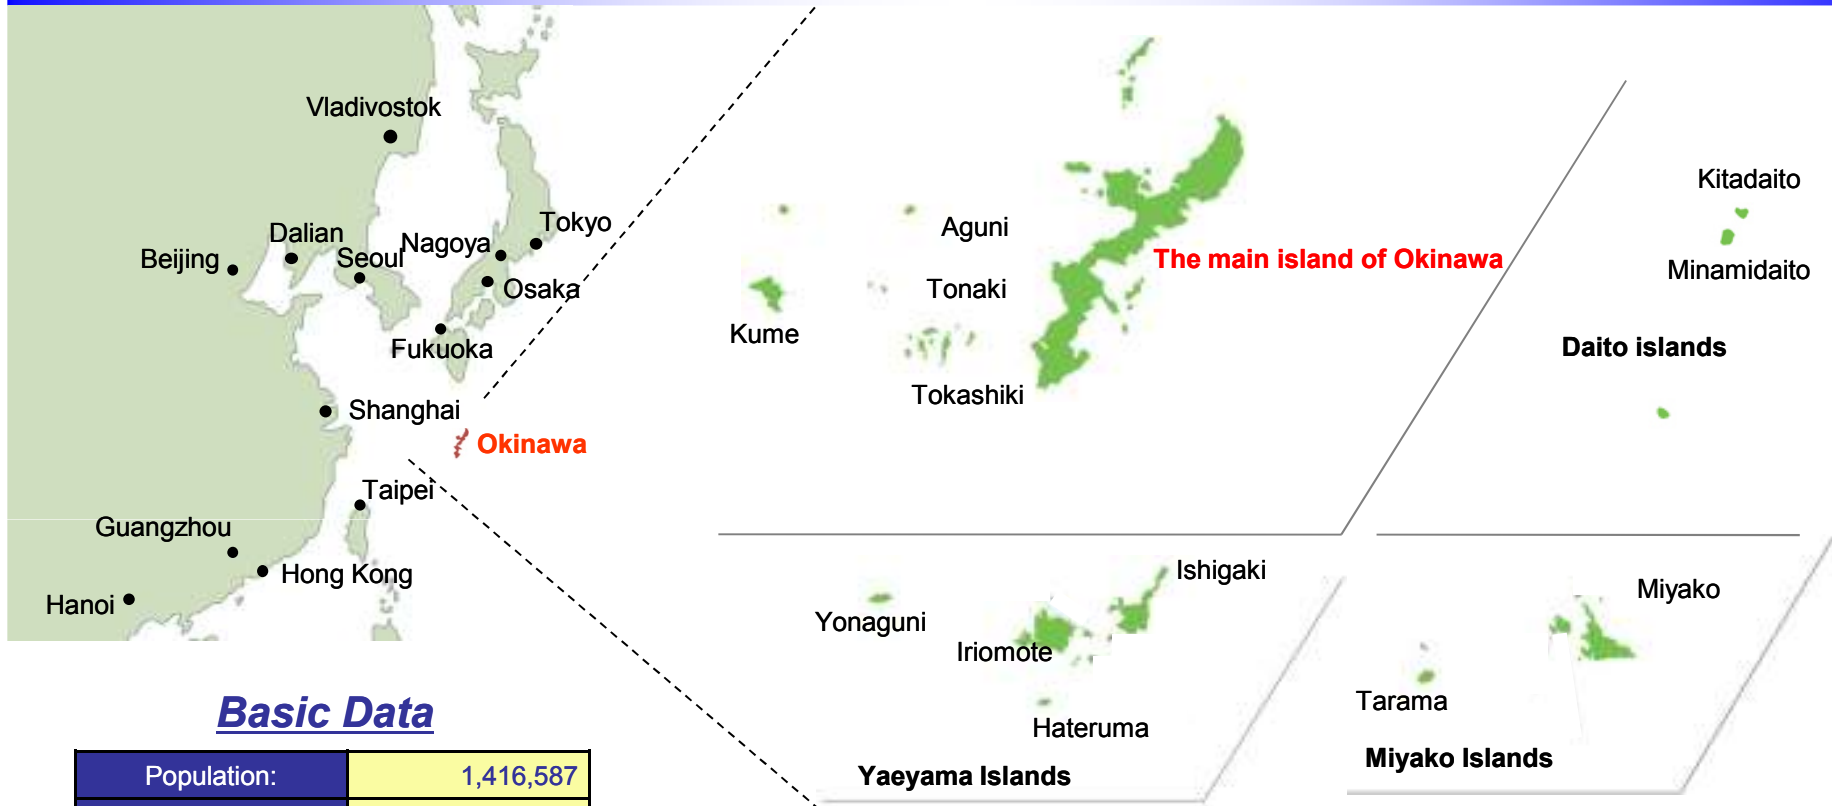 Vladivostok
Tokyo
Dalian
Nagoya
Beijing
Seoul
Osaka
Fukuoka
Shanghai
Okinawa
Taipei
Guangzhou
Hong Kong
Hanoi
Aguni
The main island of Okinawa
Tonaki
Kume
Tokashiki
Kitadaito
Minamidaito
Daito islands
Ishigaki
Yonaguni
Iriomote
Hateruma
Yaeyama Islands
Miyako
Tarama
Miyako Islands
Basic Data
Population: 1,416,587